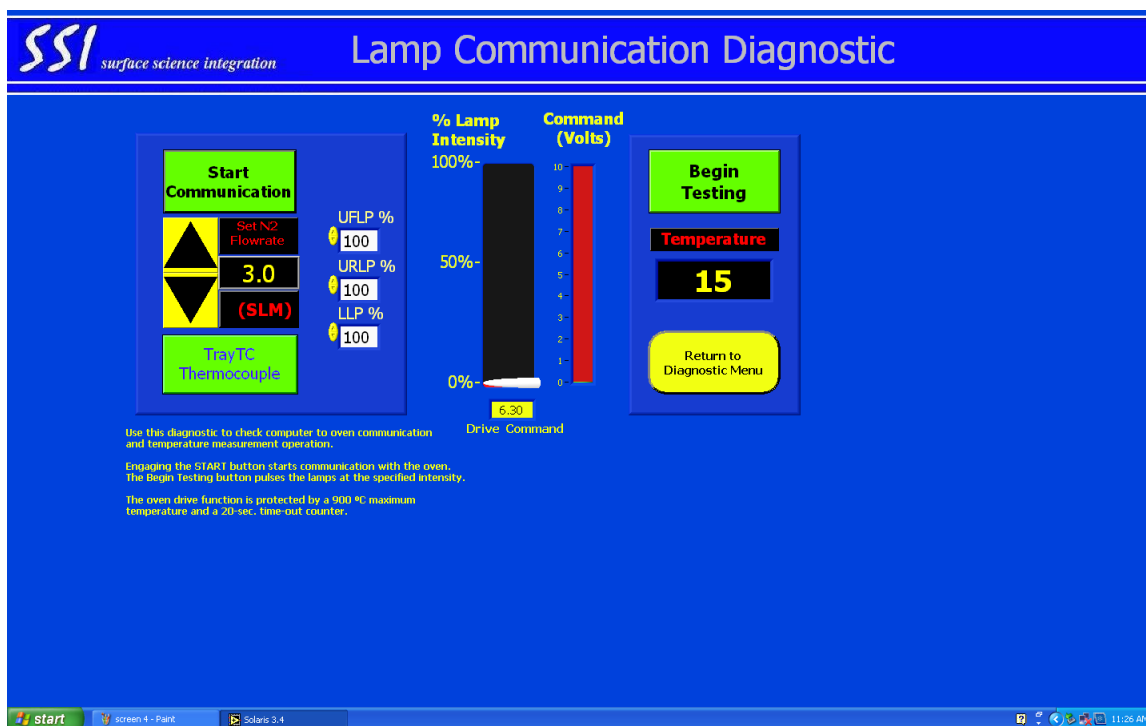 SSI surface science integration
Lamp Communication Diagnostic
Start
Communication
Set N2
Flowrate
3.0
(SLM)
TrayTC
Thermocouple
UFLP %
100
URLP %
100
LLP %
100
% Lamp
Intensity
100%-
50%-
0%-
6.30
Drive Command
Command
(Volts)
10-
9-
8-
7-
6-
5-
4-
3-
2-
1-
0-
Begin
Testing
Temperature
15
Return to
Diagnostic Menu
Use this diagnostic to check computer to oven communication
and temperature measurement operation.
Engaging the START button starts communication with the oven.
The Begin Testing button pulses the lamps at the specified intensity.
The oven drive function is protected by a 900 ºC maximum
temperature and a 20-sec. time-out counter.
start
screen 4 - Paint
Solaris 3.4
11:26 AM